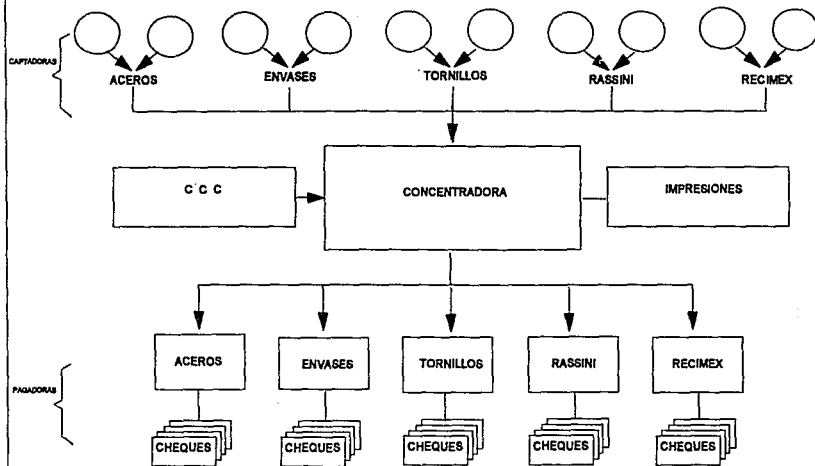 CAPTADORAS
ACEROS
ENVASES
TORNILLOS
RASSINI
RECIMEX
C C C
CONCENTRADORA
IMPRESIONES
PAGADORAS
ACEROS
ENVASES
TORNILLOS
RASSINI
RECIMEX
CHEQUES
CHEQUES
CHEQUES
CHEQUES
CHEQUES